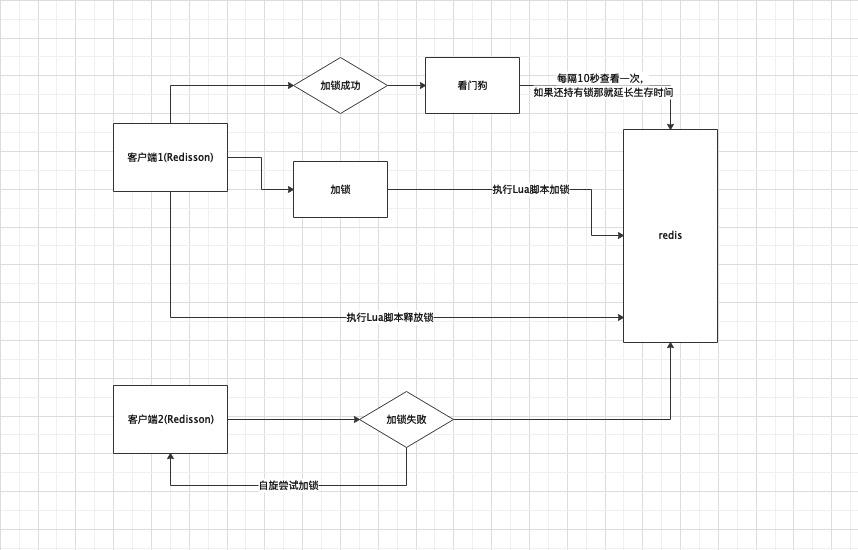 加锁成功
看门狗
每隔10秒查看一次，
如果还持有锁那就延长生存时间
客户端1(Redisson)
加锁
执行Lua脚本加锁
redis
执行Lua脚本释放锁
客户端2(Redisson)
加锁失败
自旋尝试加锁